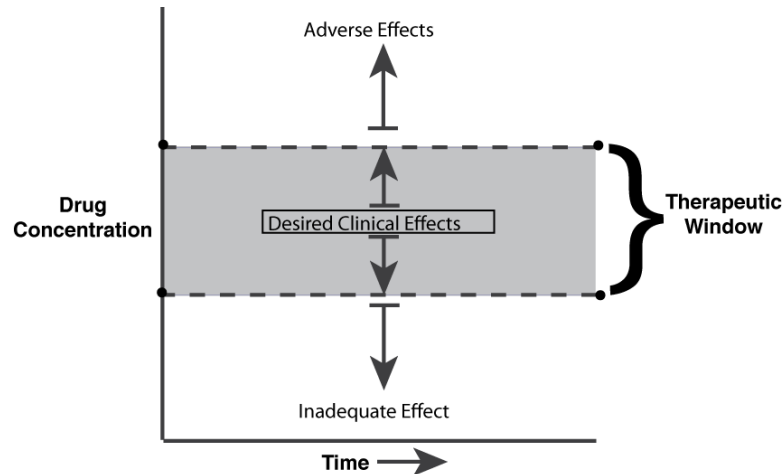 Adverse Effects
Drug
Concentration
Desired Clinical Effects
Therapeutic
Window
Inadequate Effect
Time